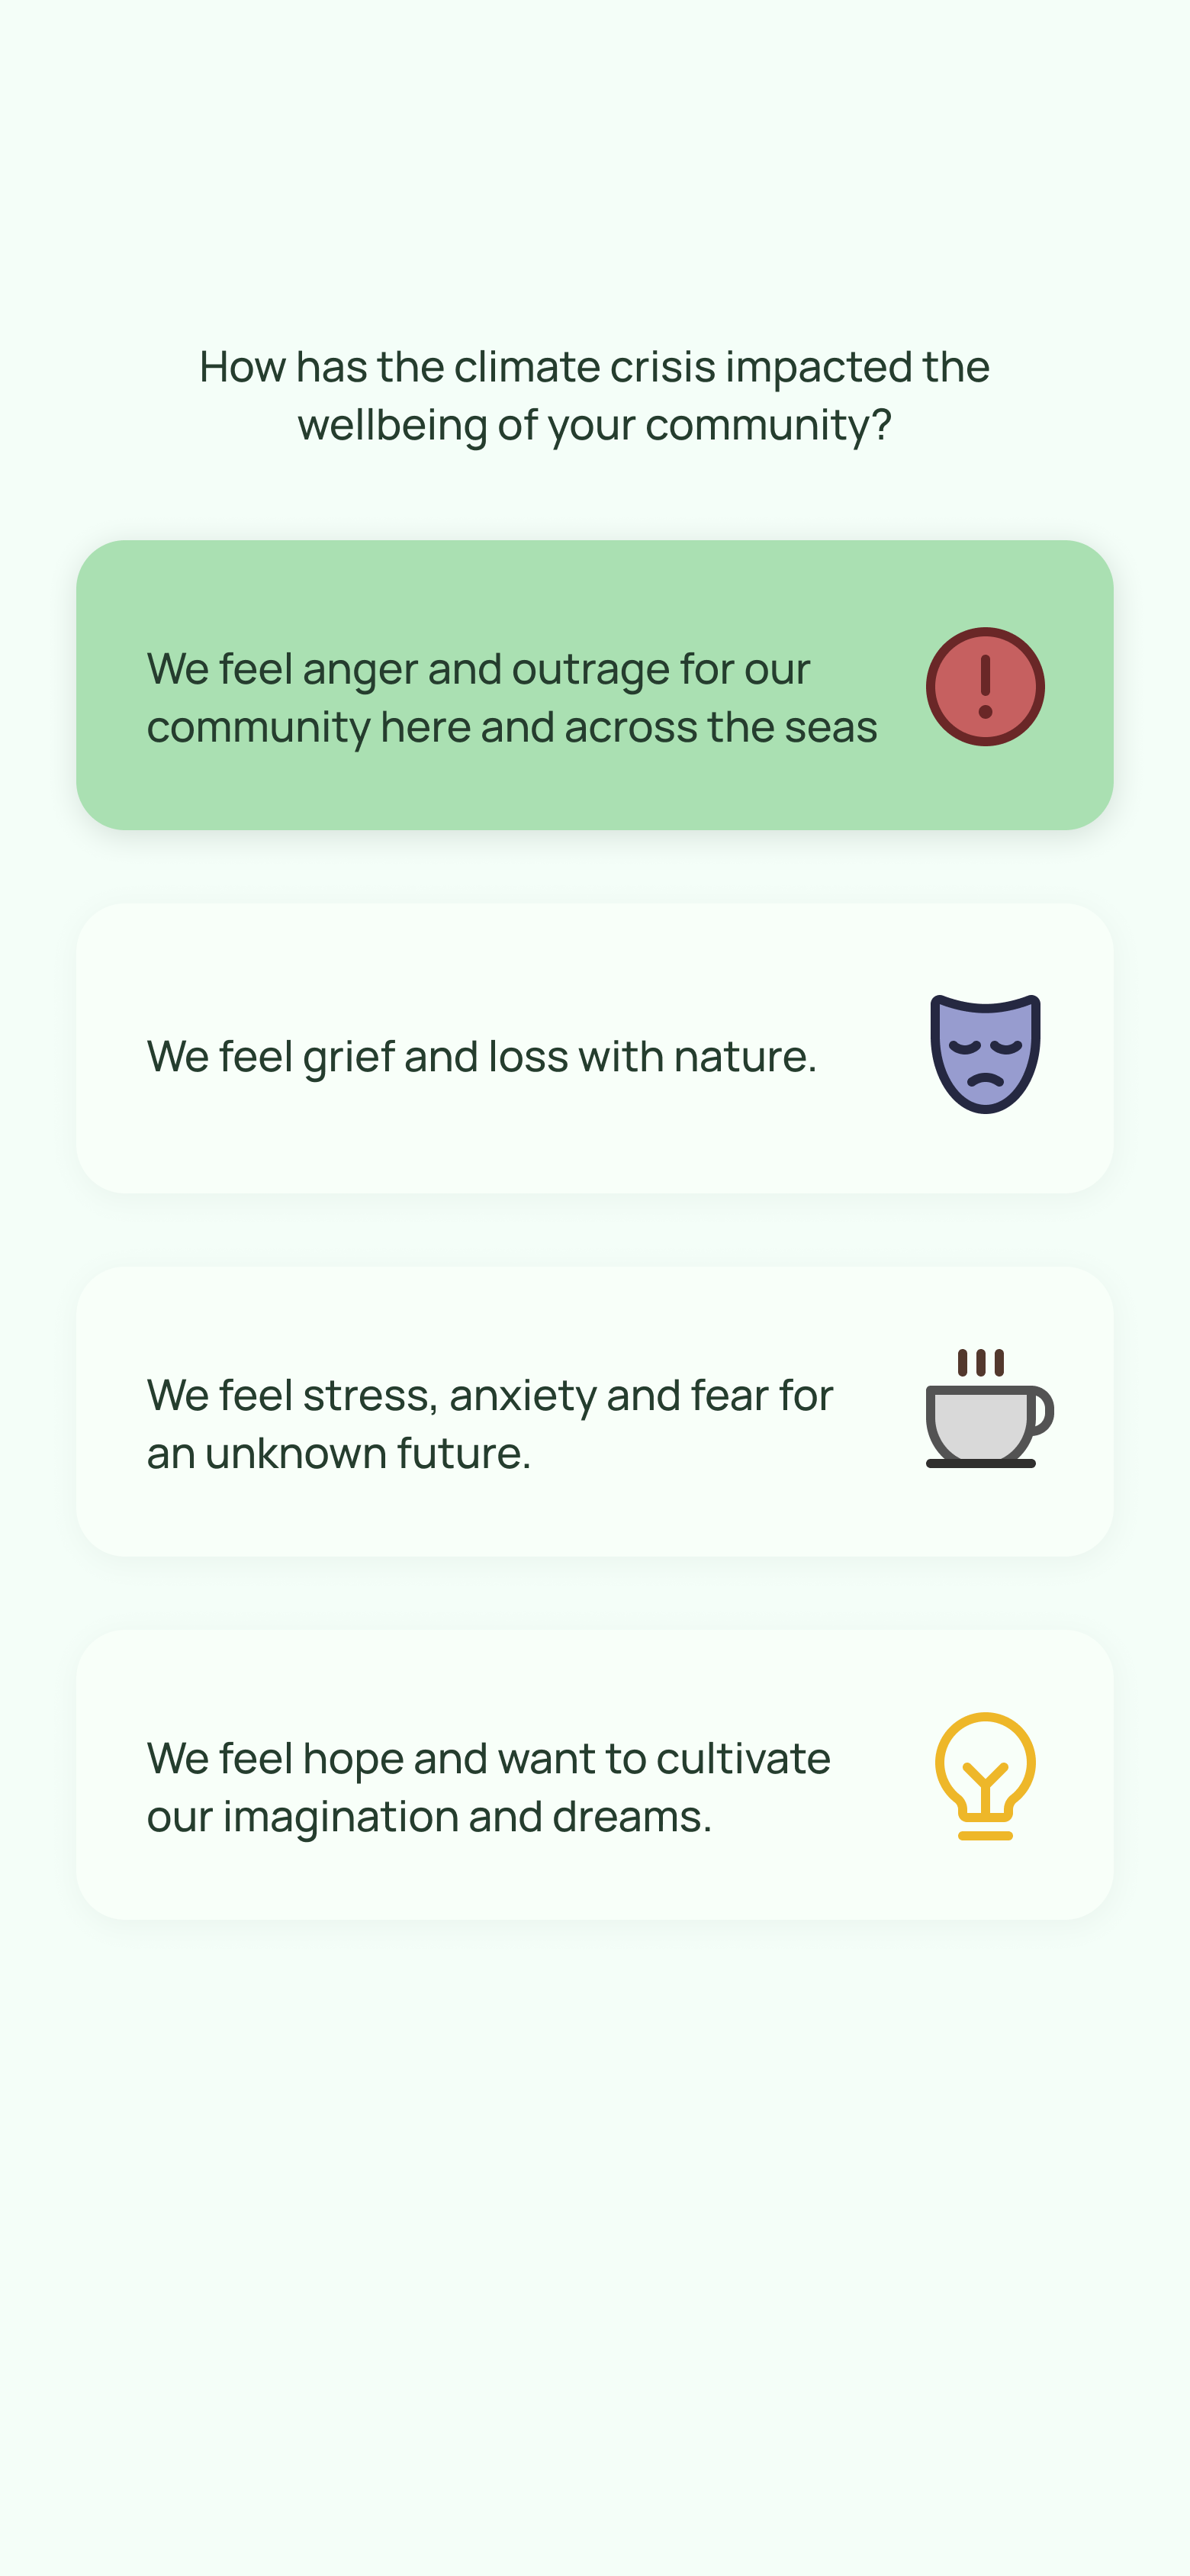 How has the climate crisis impacted the
wellbeing of your community?
We feel anger and outrage for our
community here and across the seas
We feel grief and loss with nature.
We feel stress, anxiety and fear for
an unknown future.
We feel hope and want to cultivate
our imagination and dreams.